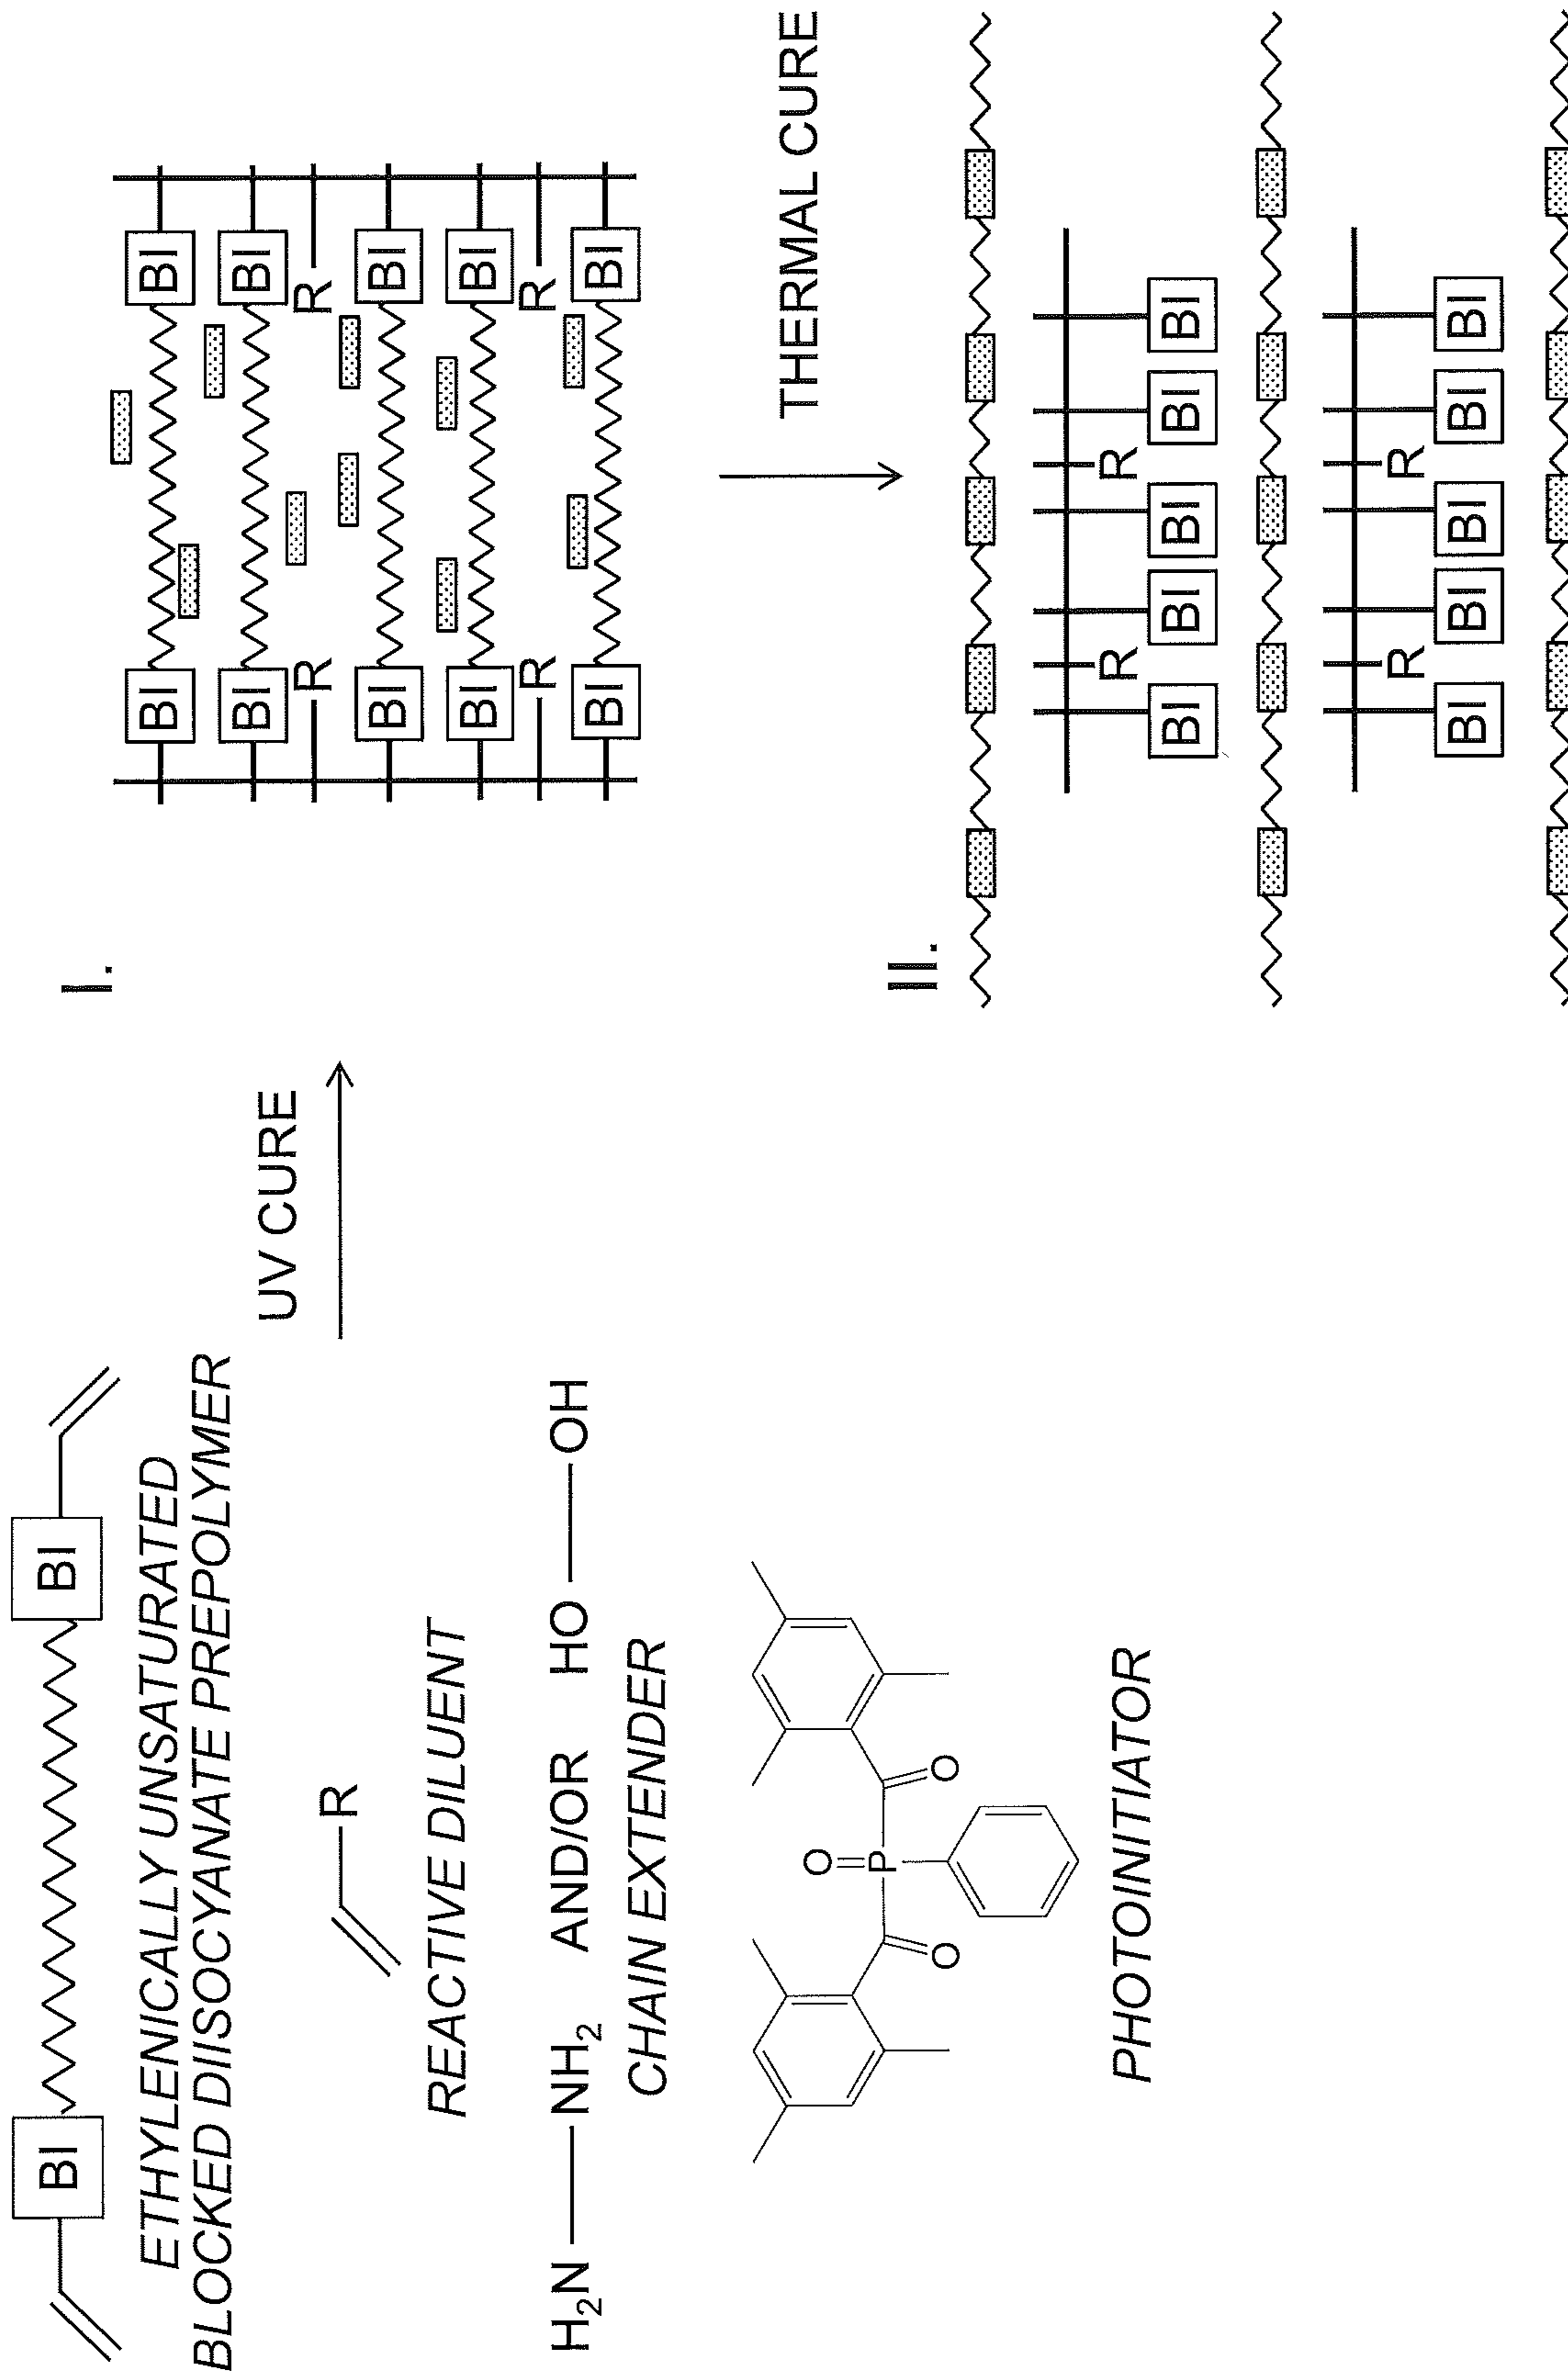 BI
BI
ETHYLENICALLY UNSATURATED
BLOCKED DIISOCYANATE PREPOLYMER
R
REACTIVE DILUENT
H₂N NH₂ AND/OR HO OH
CHAIN EXTENDER
O
P
O
O
PHOTOINITIATOR
UV CURE
I.
BI BI
BI BI
R R
BI BI
BI BI
R R
BI BI
THERMAL CURE
II.
R R
BI BI BI BI BI
R R
BI BI BI BI BI